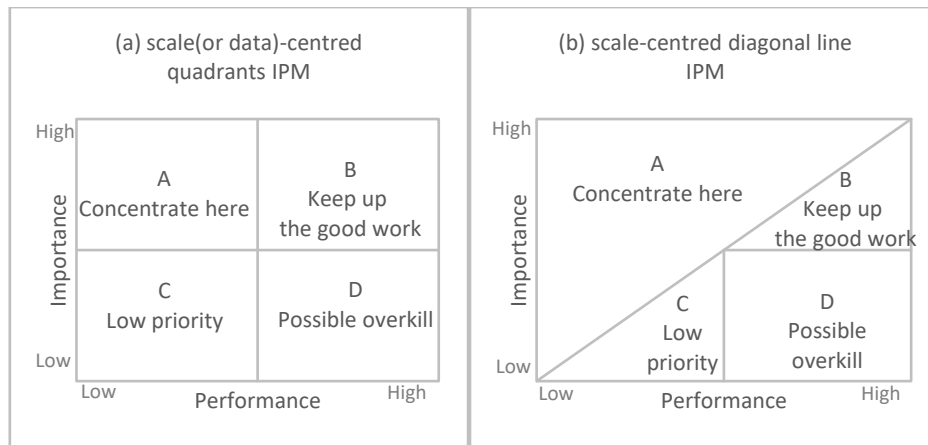 (a) scale(or data)-centred
quadrants IPM
High
A
Concentrate here
B
Keep up
the good work
Importance
C
Low priority
D
Possible overkill
Low
Low
Performance
High
(b) scale-centred diagonal line
IPM
High
A
Concentrate here
B
Keep up
the good work
Importance
C
Low
priority
D
Possible
overkill
Low
Low
Performance
High